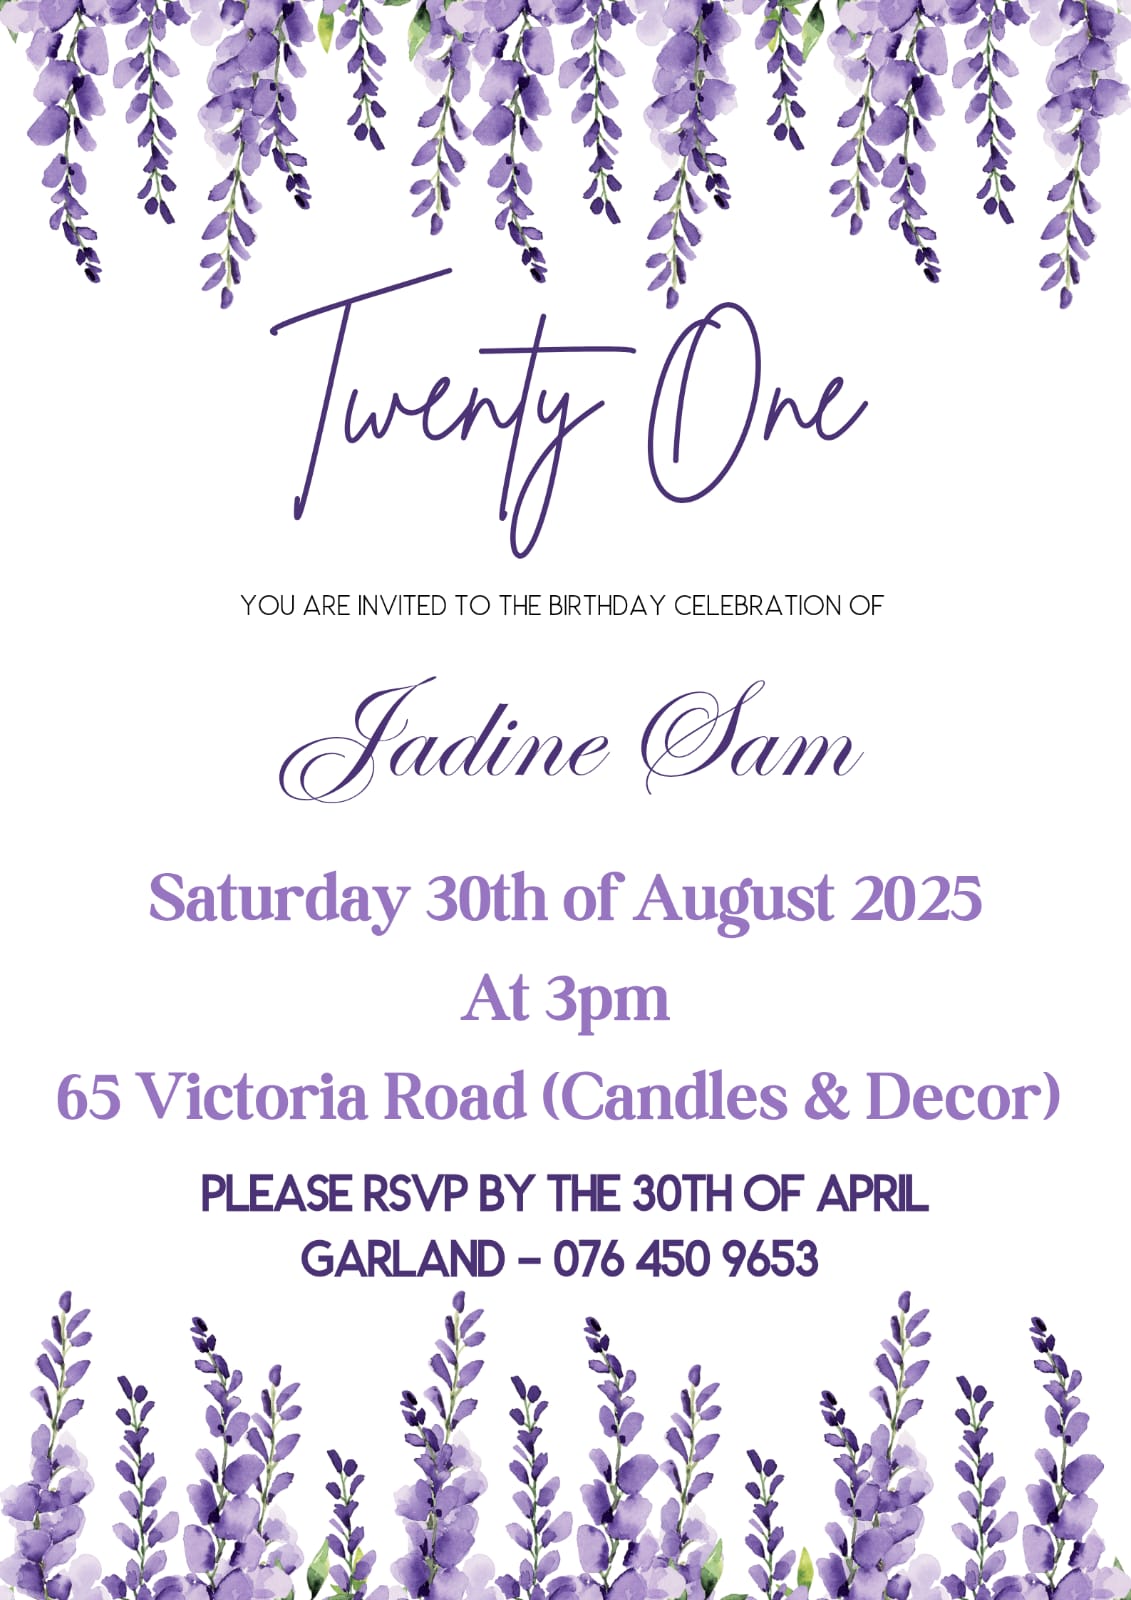 Twenty One
YOU ARE INVITED TO THE BIRTHDAY CELEBRATION OF
Jadine Sam
Saturday 30th of August 2025
At 3pm
65 Victoria Road (Candles & Decor)
PLEASE RSVP BY THE 30TH OF APRIL
GARLAND – 076 450 9653